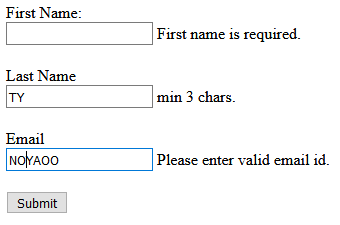 First Name:
First name is required.
Last Name
TY min 3 chars.
Email
NOYAOO Please enter valid email id.
Submit